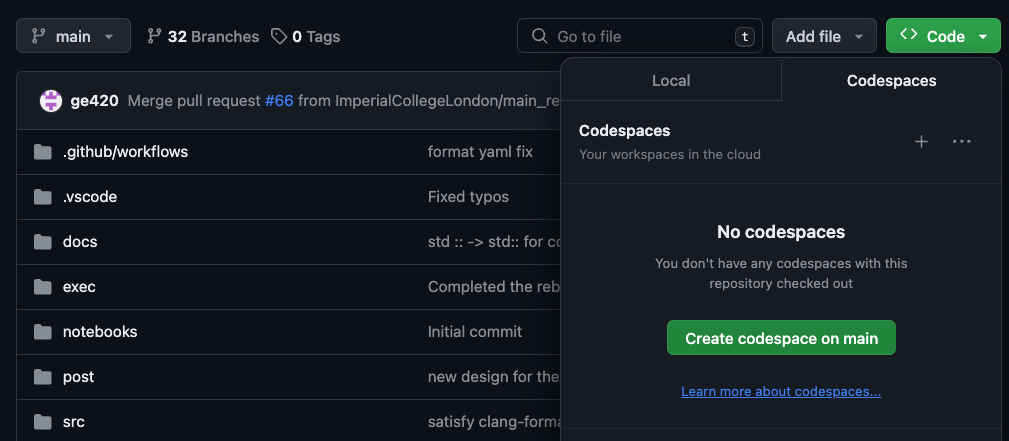 main
32 Branches
0 Tags
Go to file
t
Add file
<> Code
Local
Codespaces
ge420 Merge pull request #66 from ImperialCollegeLondon/main_re
Codespaces
Your workspaces in the cloud
.github/workflows format yaml fix
.vscode Fixed typos
docs std :: -> std:: for co
exec Completed the reb
notebooks Initial commit
post new design for the
src satisfy clang-forma
No codespaces
You don't have any codespaces with this
repository checked out
Create codespace on main
Learn more about codespaces...